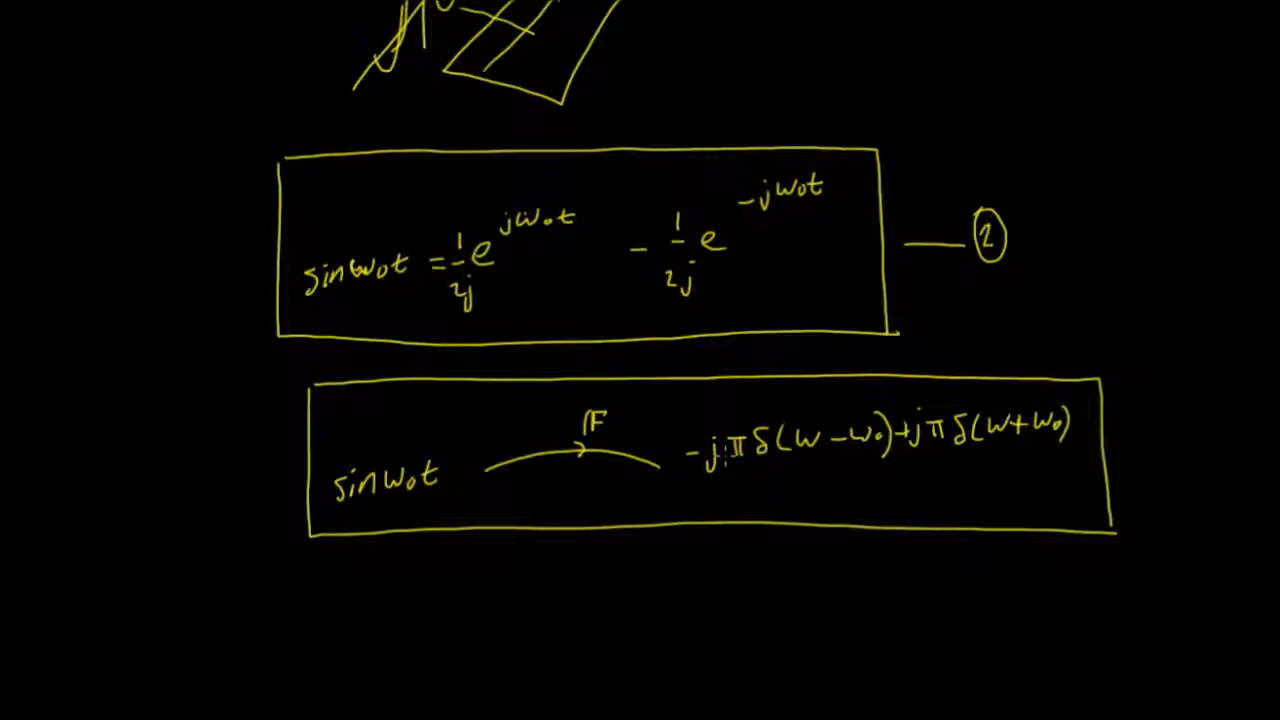 sinω₀t = 1/2j e^jω₀t - 1/2j e^-jω₀t — ②
sinω₀t F → -jπδ(ω-ω₀)+jπδ(ω+ω₀)